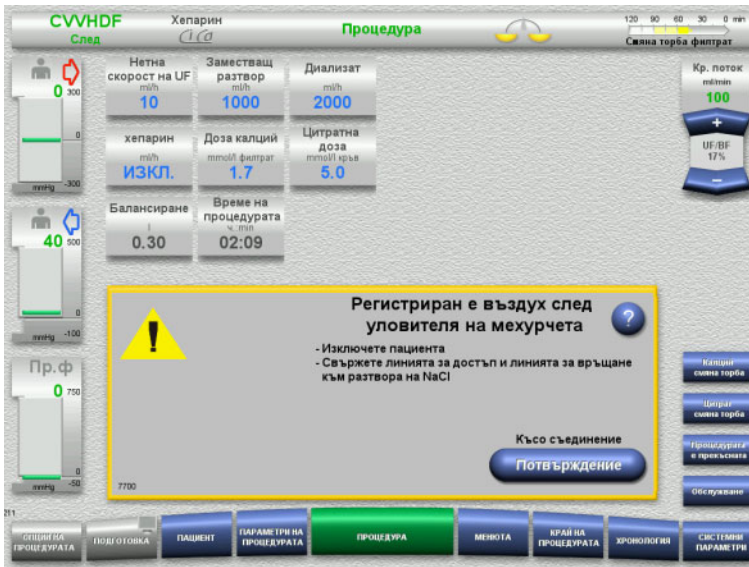 CVVHDF
След
Хепарин
CiCa
Процедура
120 90 60 30 0 min
Смяна торба филтрат
0 300
0
mmHg -300
40 500
0
mmHg -100
Пр.ф
0 750
0
mmHg -50
211
Нетна
скорост на UF
ml/h
10
Заместващ
разтвор
ml/h
1000
Диализат
ml/h
2000
хепарин
ml/h
ИЗКЛ.
Доза калций
mmol/l филтрат
1.7
Цитратна
доза
mmol/l кръв
5.0
Балансиране
l
0.30
Време на
процедурата
ч. min
02:09
Кр. поток
ml/min
100
+
UF/BF
17%
−
Регистриран е въздух след
уловителя на мехурчета
?
!
- Изключете пациента
- Свържете линията за достъп и линията за връщане
към разтвора на NaCl
Късо съединение
Потвърждение
7700
Калций
смяна торба
Цитрат
смяна торба
Процедурата
е прекъсната
Обслужване
ОПЦИИ НА
ПРОЦЕДУРАТА
ПОДГОТОВКА
ПАЦИЕНТ
ПАРАМЕТРИ НА
ПРОЦЕДУРАТА
ПРОЦЕДУРА
МЕНЮТА
КРАЙ НА
ПРОЦЕДУРАТА
ХРОНОЛОГИЯ
СИСТЕМНИ
ПАРАМЕТРИ